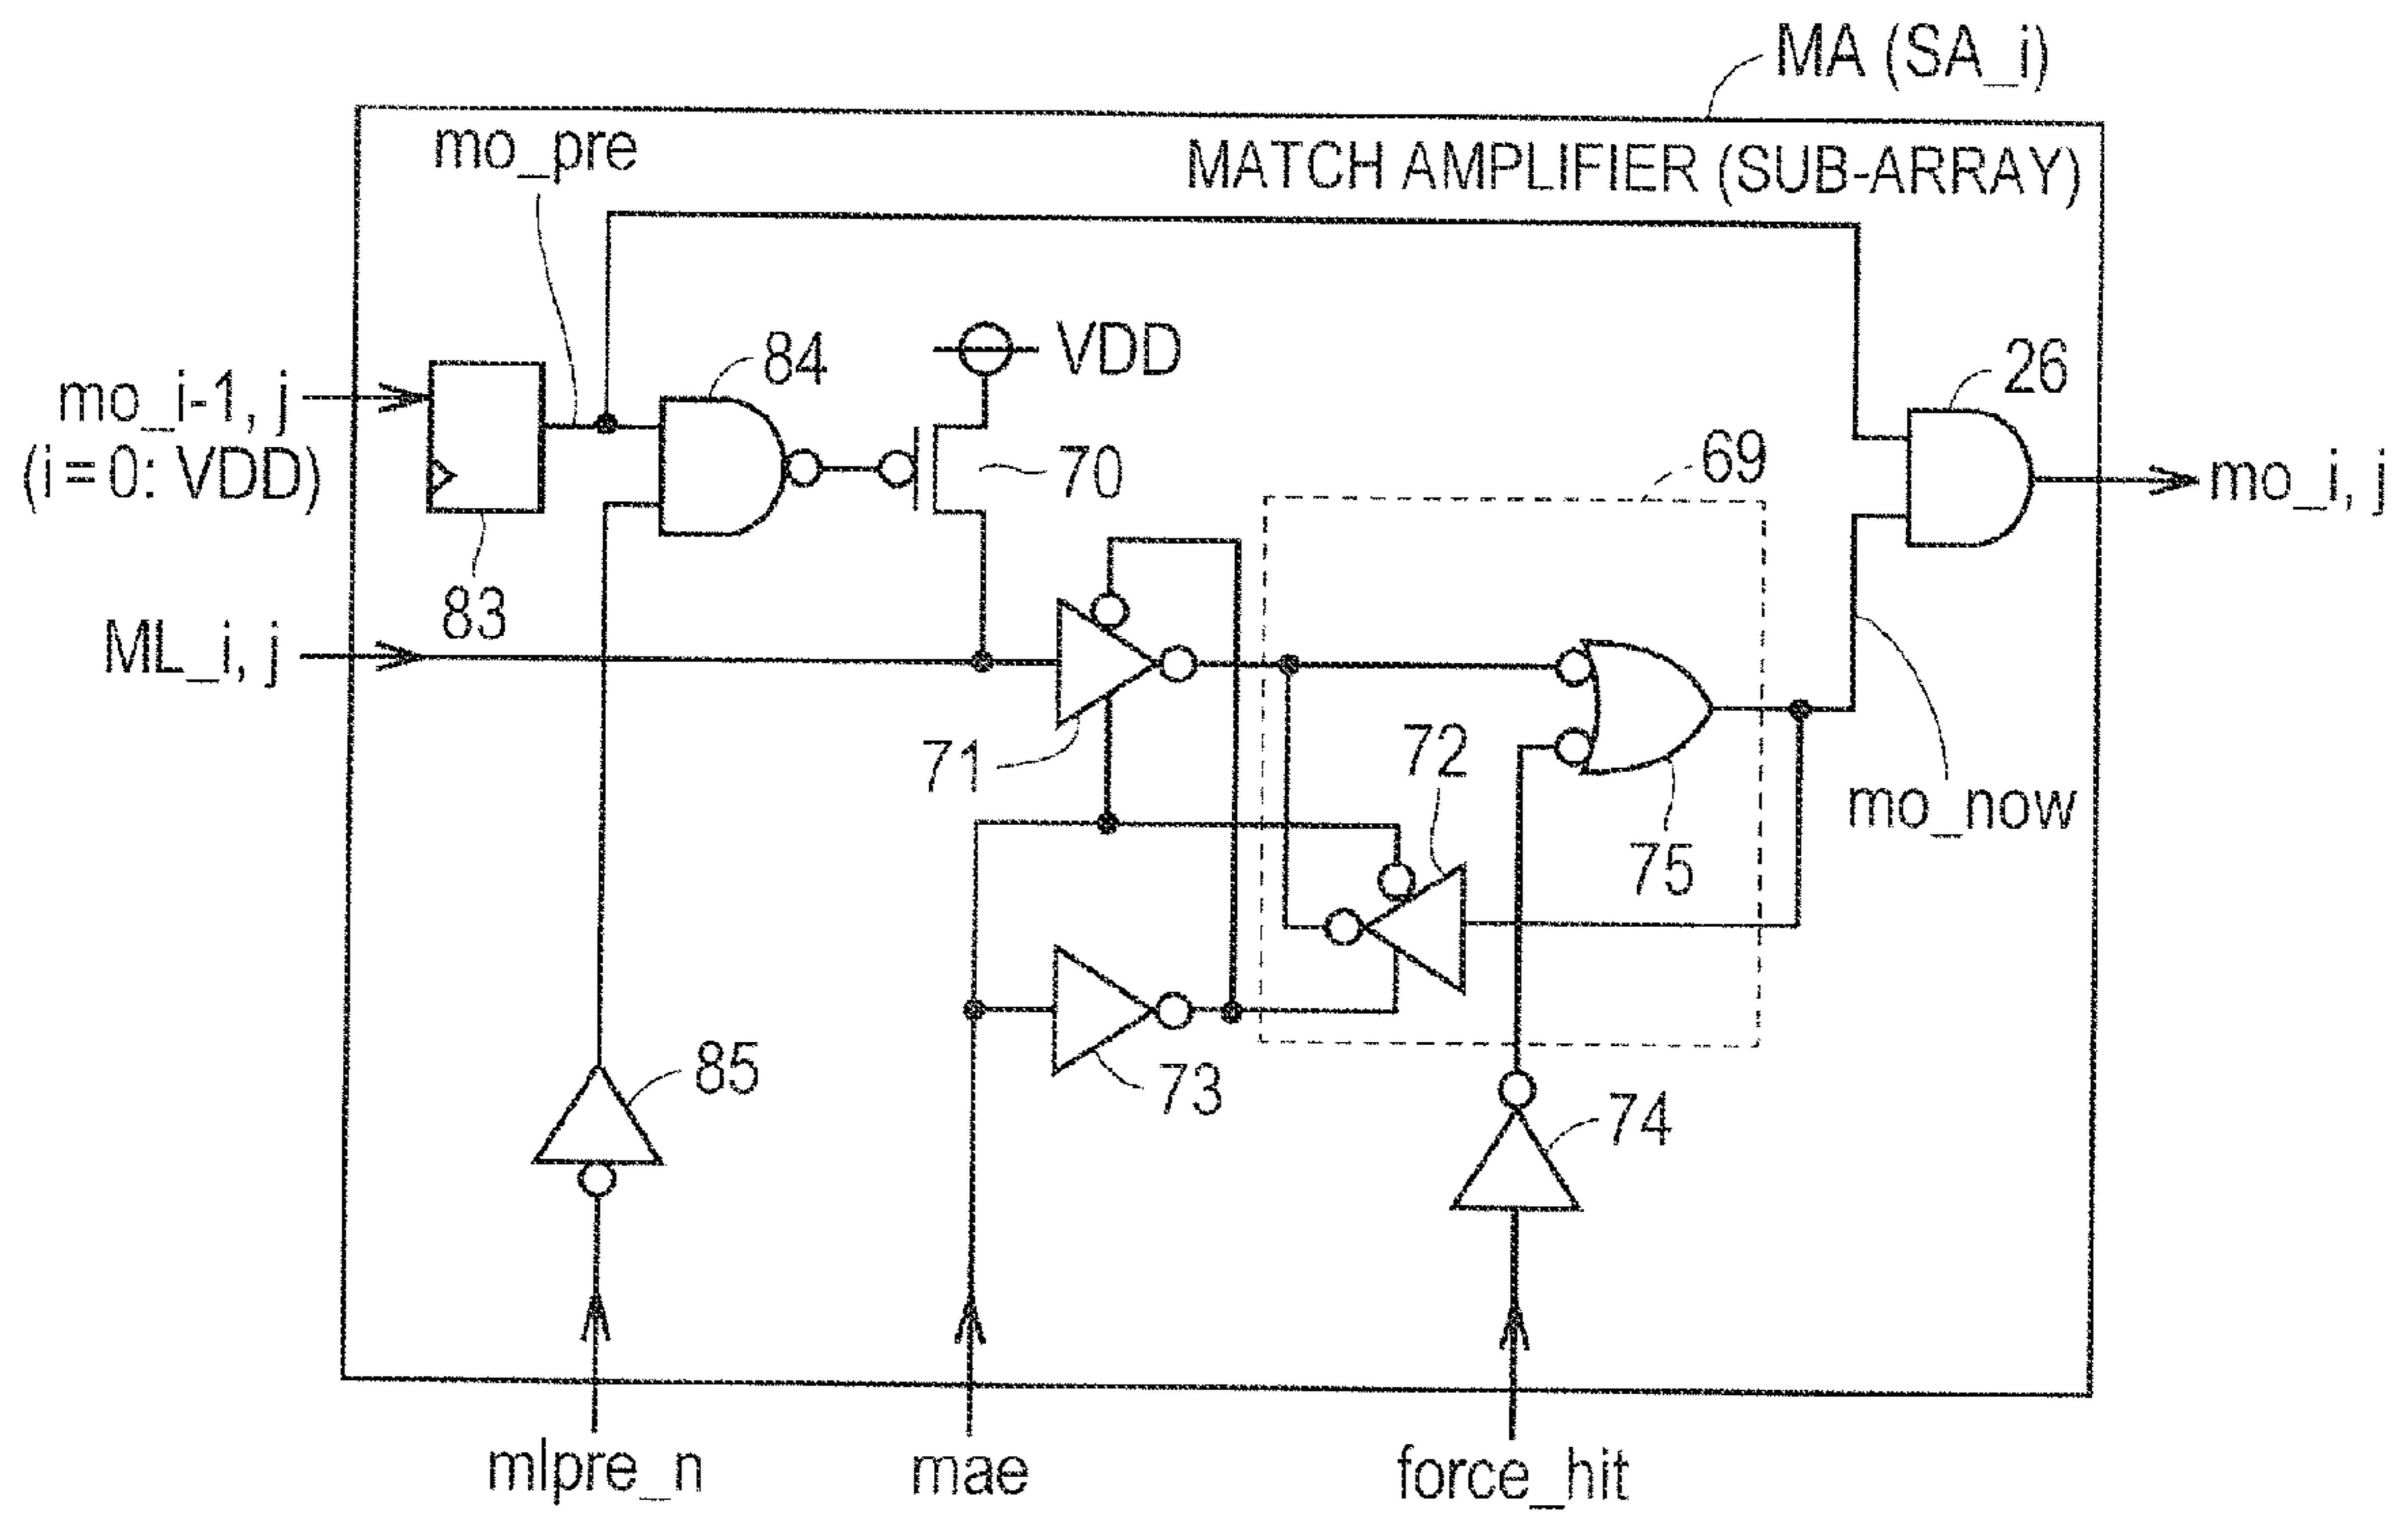 MA (SA_i)
MATCH AMPLIFIER (SUB-ARRAY)
mo_pre
84
VDD
26
mo_i-1, j
(i=0: VDD)
70
69
mo_i, j
83
ML_i, j
71
72
mo_now
75
85
73
74
mlpre_n
mae
force_hit